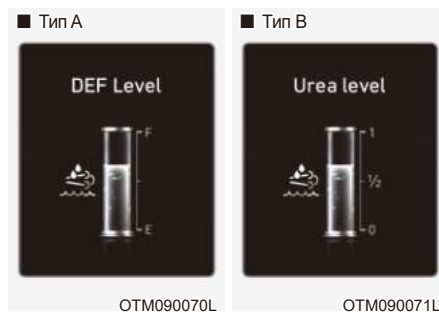 ■ Тип A
DEF Level
F
E
OTM090070L
■ Тип B
Urea level
1
½
0
OTM090071L